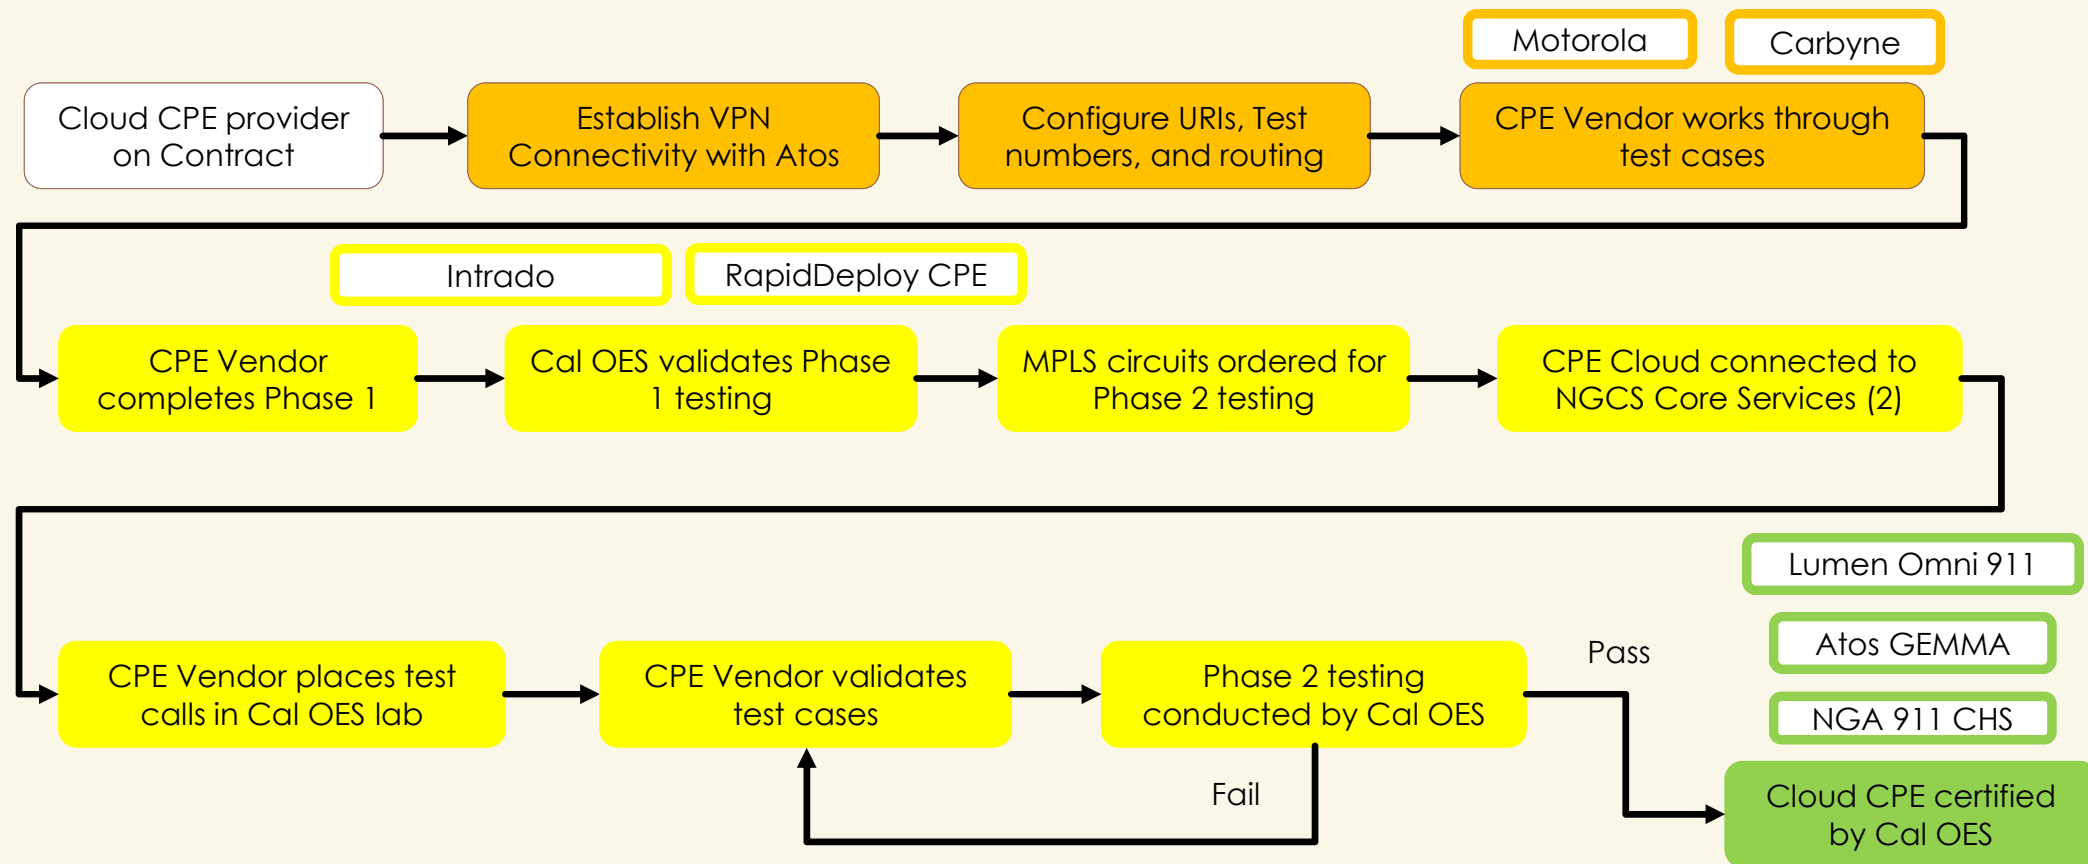 Motorola
Carbyne
Cloud CPE provider
on Contract
Establish VPN
Connectivity with Atos
Configure URIs, Test
numbers, and routing
CPE Vendor works through
test cases
Intrado
RapidDeploy CPE
CPE Vendor
completes Phase 1
Cal OES validates Phase
1 testing
MPLS circuits ordered for
Phase 2 testing
CPE Cloud connected to
NGCS Core Services (2)
Lumen Omni 911
Atos GEMMA
NGA 911 CHS
CPE Vendor places test
calls in Cal OES lab
CPE Vendor validates
test cases
Phase 2 testing
conducted by Cal OES
Pass
Fail
Cloud CPE certified
by Cal OES